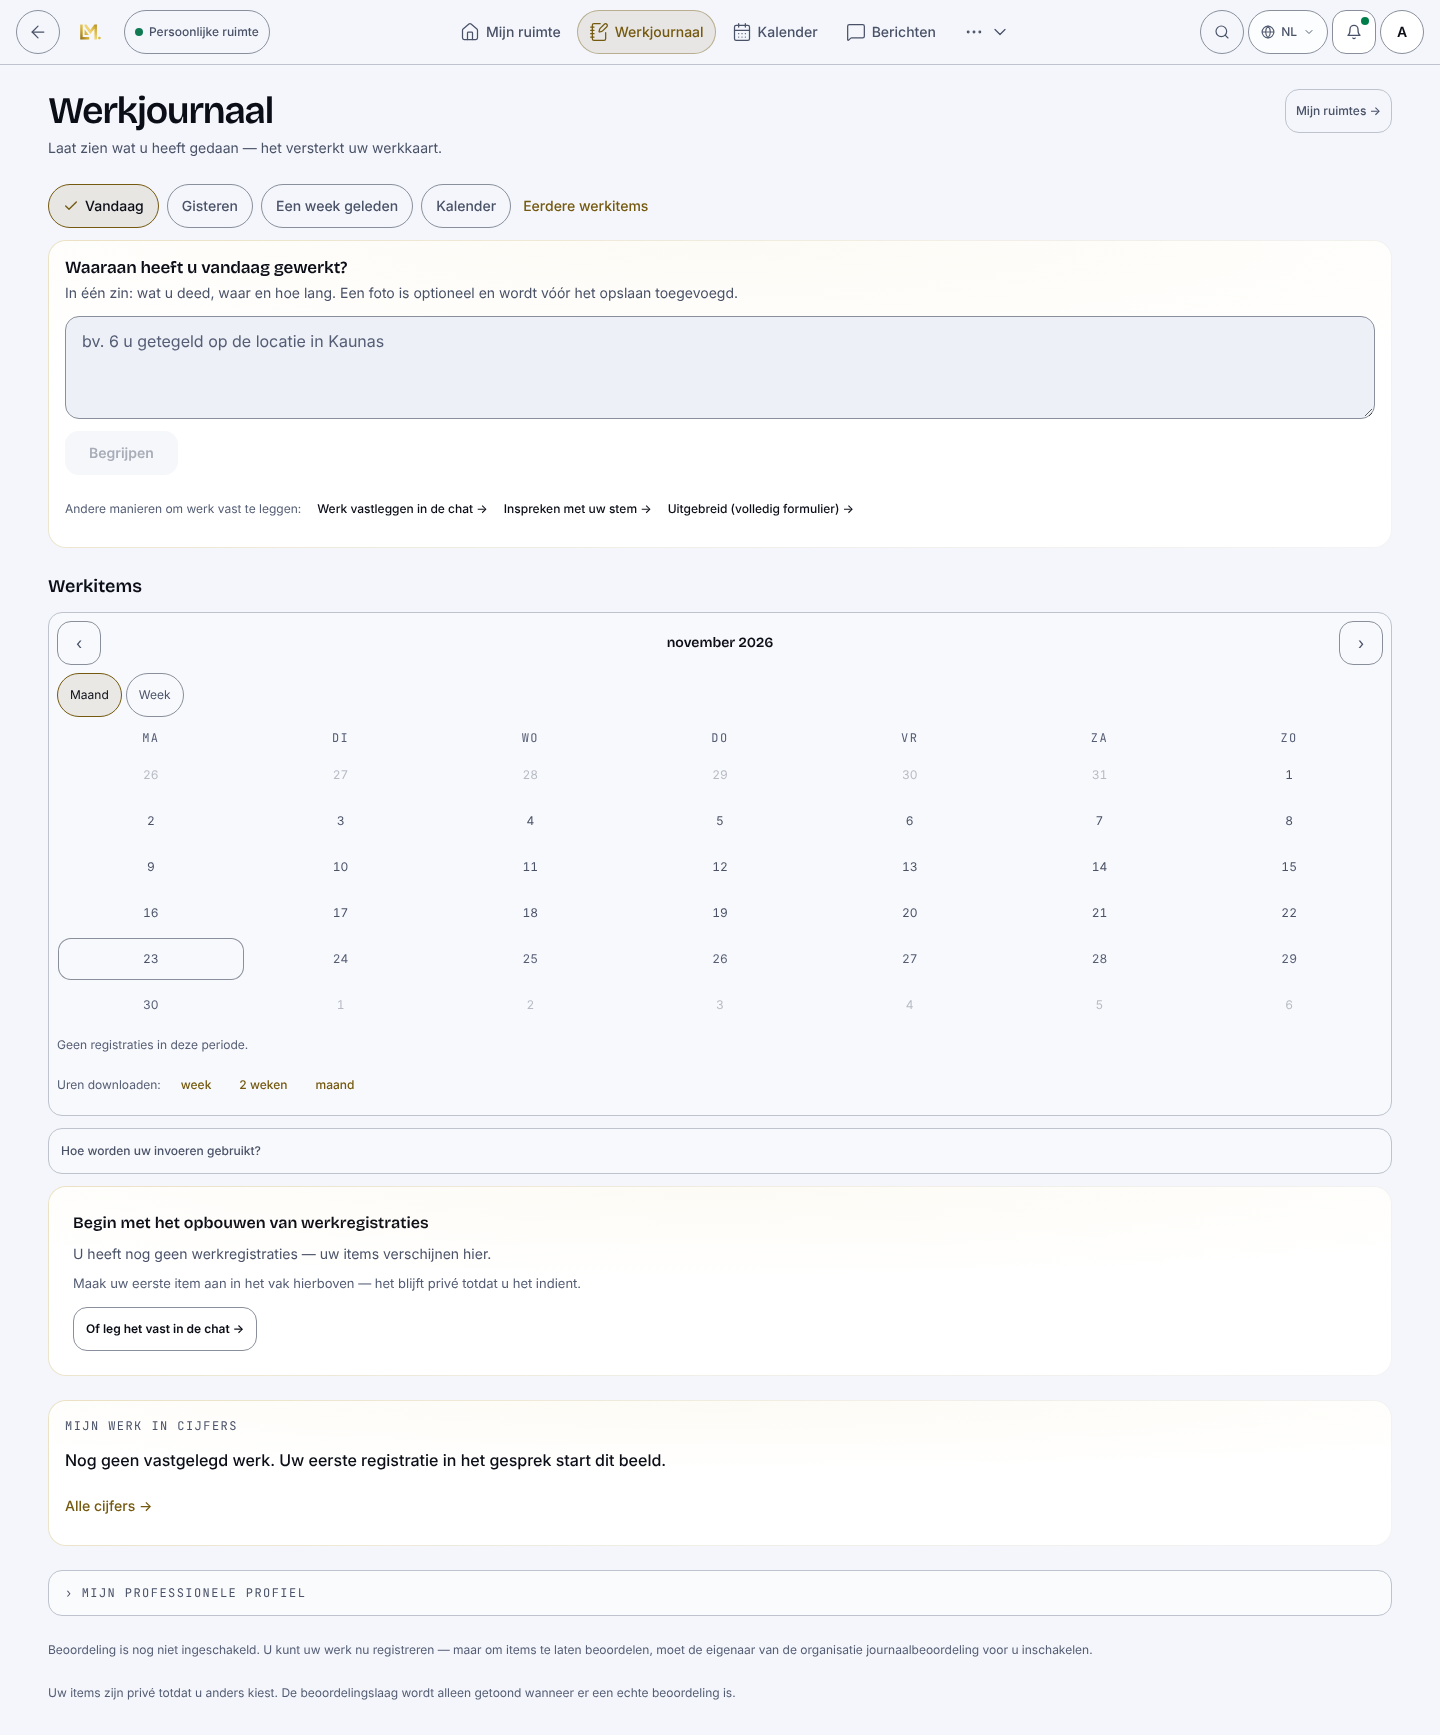 LM.
Persoonlijke ruimte
Mijn ruimte
Werkjournaal
Kalender
Berichten
NL
A
Werkjournaal
Mijn ruimtes →
Laat zien wat u heeft gedaan — het versterkt uw werkkaart.
Vandaag
Gisteren
Een week geleden
Kalender
Eerdere werkitems
Waaraan heeft u vandaag gewerkt?
In één zin: wat u deed, waar en hoe lang. Een foto is optioneel en wordt vóór het opslaan toegevoegd.
bv. 6 u getegeld op de locatie in Kaunas
Begrijpen
Andere manieren om werk vast te leggen: Werk vastleggen in de chat → Inspreken met uw stem → Uitgebreid (volledig formulier) →
Werkitems
‹ november 2026 ›
Maand Week
MA DI WO DO VR ZA ZO
26 27 28 29 30 31 1
2 3 4 5 6 7 8
9 10 11 12 13 14 15
16 17 18 19 20 21 22
23 24 25 26 27 28 29
30 1 2 3 4 5 6
Geen registraties in deze periode.
Uren downloaden: week 2 weken maand
Hoe worden uw invoeren gebruikt?
Begin met het opbouwen van werkregistraties
U heeft nog geen werkregistraties — uw items verschijnen hier.
Maak uw eerste item aan in het vak hierboven — het blijft privé totdat u het indient.
Of leg het vast in de chat →
MIJN WERK IN CIJFERS
Nog geen vastgelegd werk. Uw eerste registratie in het gesprek start dit beeld.
Alle cijfers →
› MIJN PROFESSIONELE PROFIEL
Beoordeling is nog niet ingeschakeld. U kunt uw werk nu registreren — maar om items te laten beoordelen, moet de eigenaar van de organisatie journaalbeoordeling voor u inschakelen.
Uw items zijn privé totdat u anders kiest. De beoordelingslaag wordt alleen getoond wanneer er een echte beoordeling is.